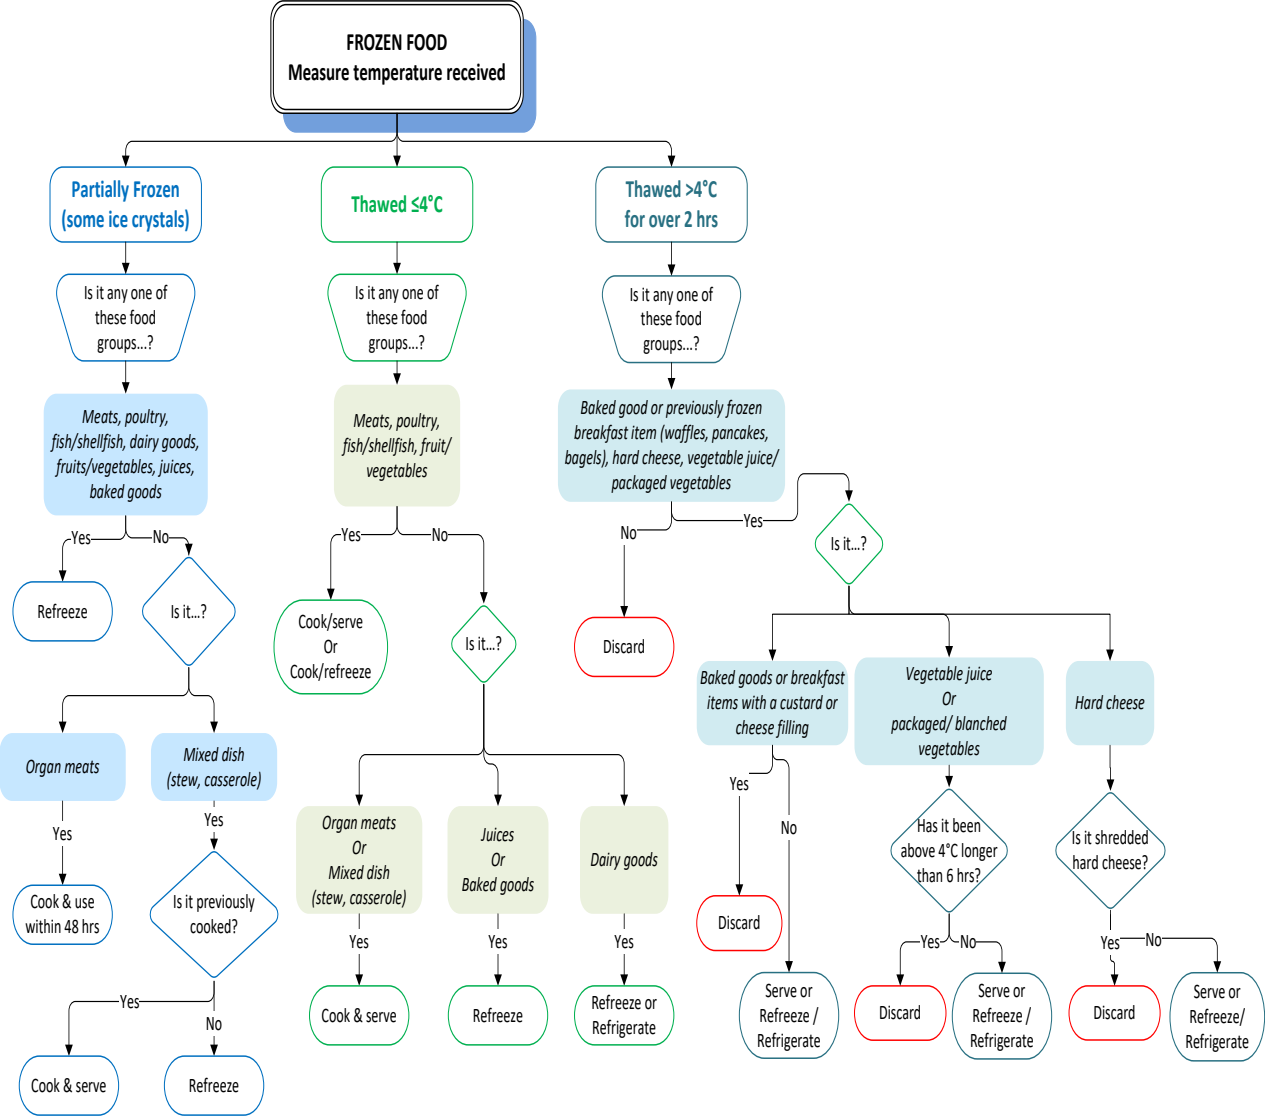 FROZEN FOOD
Measure temperature received
Partially Frozen
(some ice crystals)
Thawed ≤4°C
Thawed >4°C
for over 2 hrs
Is it any one of
these food
groups...?
Is it any one of
these food
groups...?
Is it any one of
these food
groups...?
Meats, poultry,
fish/shellfish, dairy goods,
fruits/vegetables, juices,
baked goods
Meats, poultry,
fish/shellfish, fruit/
vegetables
Baked good or previously frozen
breakfast item (waffles, pancakes,
bagels), hard cheese, vegetable juice/
packaged vegetables
Yes
No
Yes
No
No
Yes
Refreeze
Is it...?
Cook/serve
Or
Cook/refreeze
Is it...?
Discard
Is it...?
Organ meats
Mixed dish
(stew, casserole)
Baked goods or breakfast
items with a custard or
cheese filling
Vegetable juice
Or
packaged/ blanched
vegetables
Hard cheese
Yes
Yes
Organ meats
Or
Mixed dish
(stew, casserole)
Juices
Or
Baked goods
Dairy goods
Yes
No
Has it been
above 4°C longer
than 6 hrs?
Is it shredded
hard cheese?
Cook & use
within 48 hrs
Is it previously
cooked?
Yes
Yes
Yes
Discard
Yes
No
Yes
No
Yes
No
Cook & serve
Refreeze
Refreeze or
Refrigerate
Serve or
Refreeze /
Refrigerate
Discard
Serve or
Refreeze /
Refrigerate
Discard
Serve or
Refreeze/
Refrigerate
Cook & serve
Refreeze